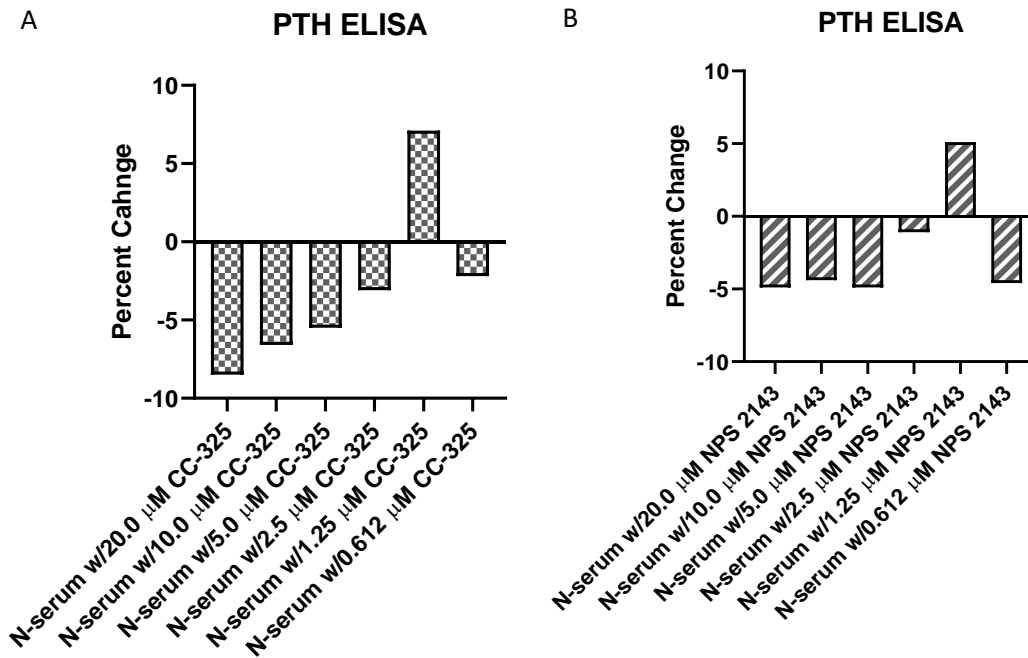 A
PTH ELISA
Percent Cahnge
10
5
0
-5
-10
N-serum w/20.0 μM CC-325
N-serum w/10.0 μM CC-325
N-serum w/5.0 μM CC-325
N-serum w/2.5 μM CC-325
N-serum w/1.25 μM CC-325
N-serum w/0.612 μM CC-325
B
PTH ELISA
Percent Change
10
5
0
-5
-10
N-serum w/20.0 μM NPS 2143
N-serum w/10.0 μM NPS 2143
N-serum w/5.0 μM NPS 2143
N-serum w/2.5 μM NPS 2143
N-serum w/1.25 μM NPS 2143
N-serum w/0.612 μM NPS 2143